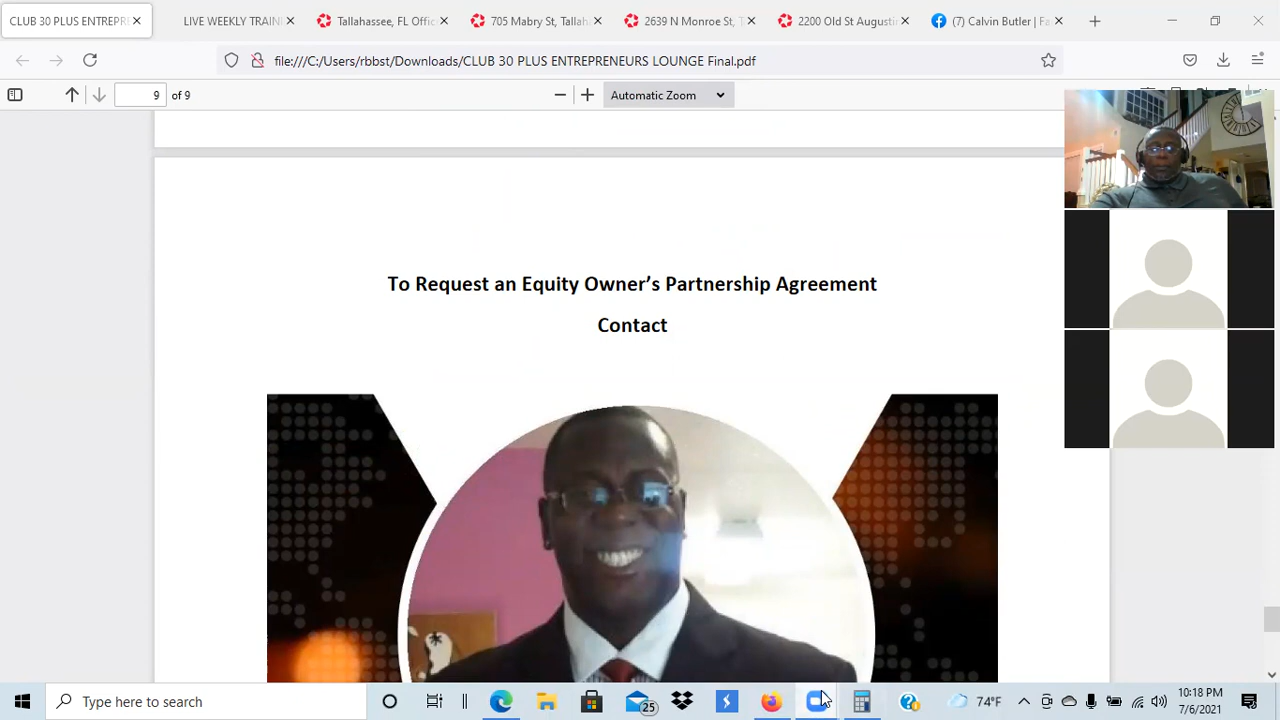 CLUB 30 PLUS ENTREPRE
LIVE WEEKLY TRAINI
Tallahassee, FL Offic
705 Mabry St, Tallah
2639 N Monroe St, T
2200 Old St Augustin
(7) Calvin Butler | Fa
file:///C:/Users/rbbst/Downloads/CLUB 30 PLUS ENTREPRENEURS LOUNGE Final.pdf
9 of 9
Automatic Zoom
To Request an Equity Owner's Partnership Agreement
Contact
Type here to search
25
74°F
10:18 PM
7/6/2021